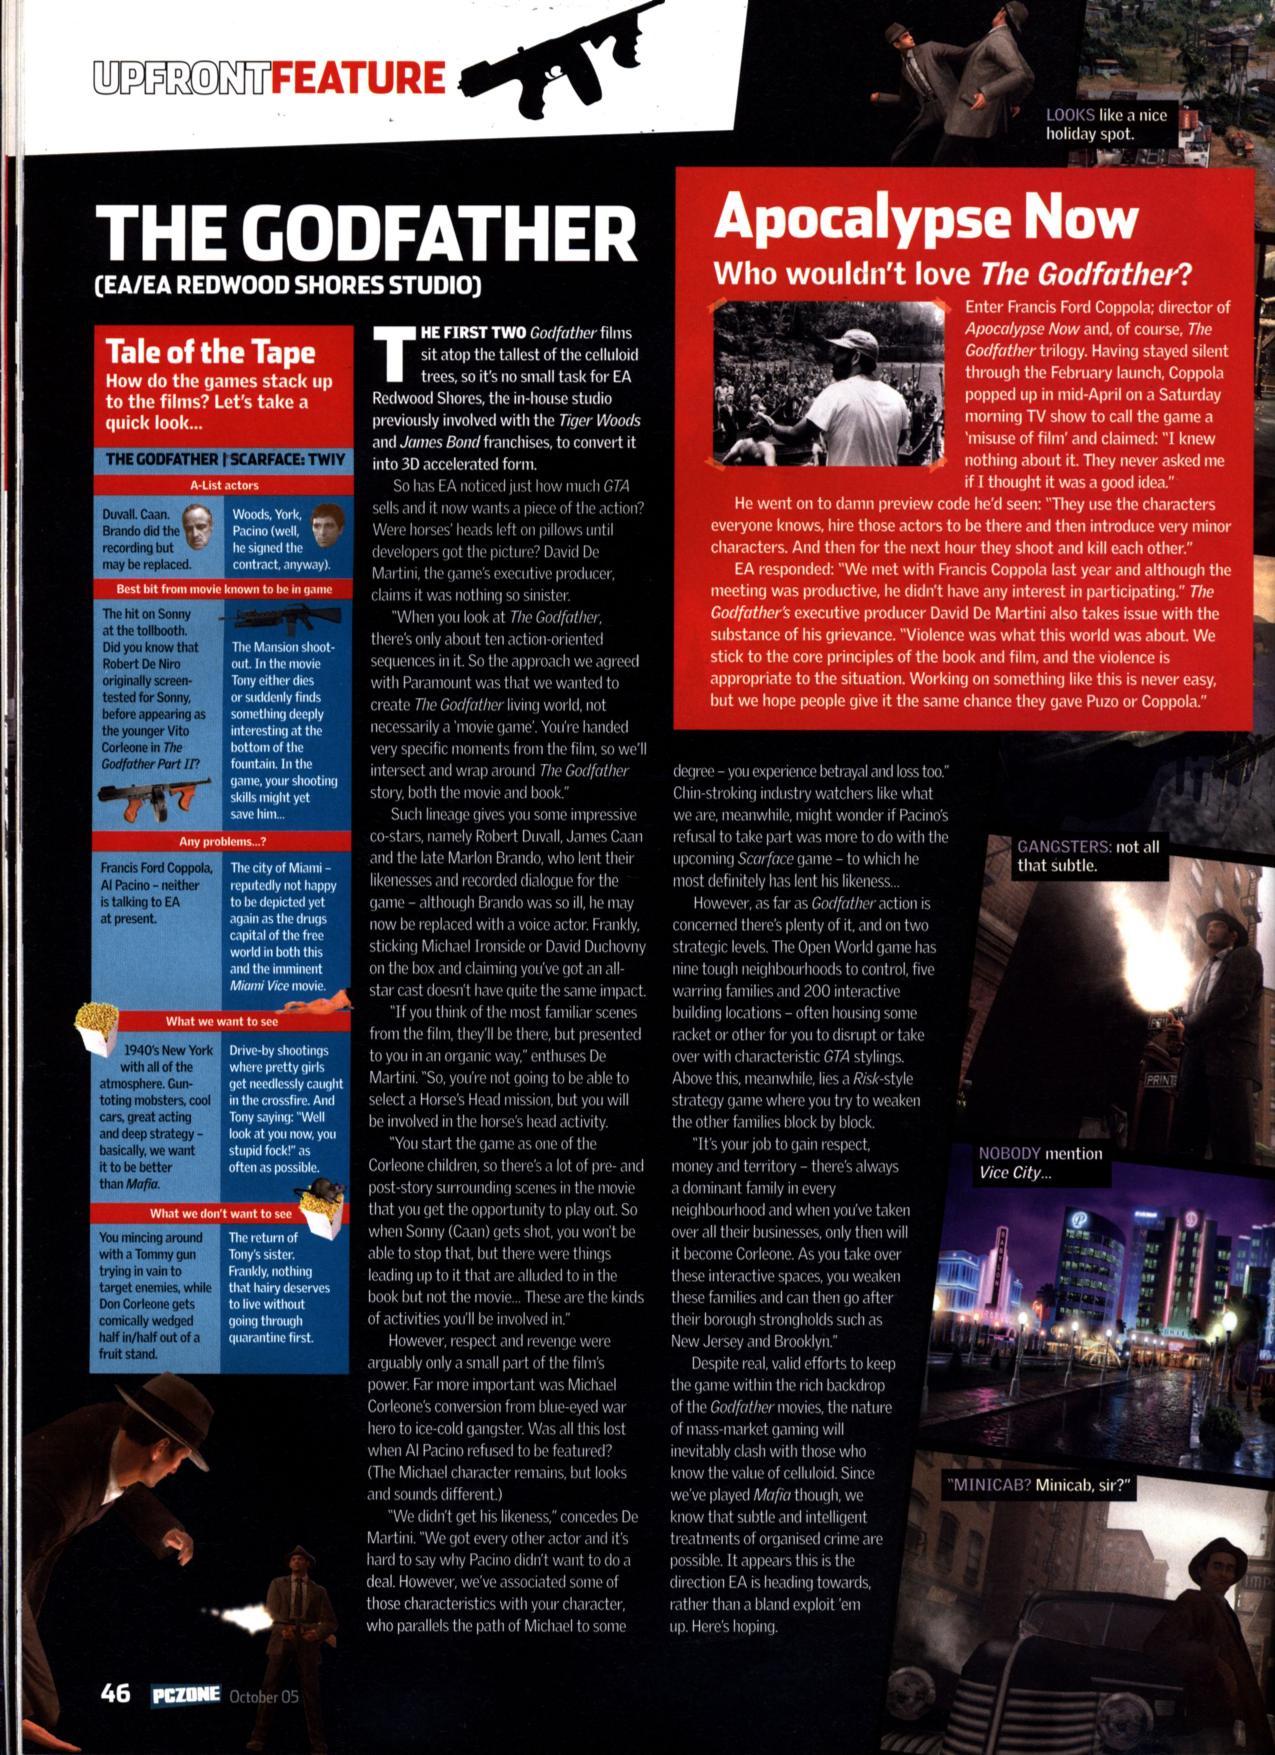 UPFRONTFEATURE
LOOKS like a nice
holiday spot.
THE GODFATHER
(EA/EA REDWOOD SHORES STUDIO)
Tale of the Tape
How do the games stack up
to the films? Let's take a
quick look...
THE GODFATHER | SCARFACE: TWIY
A-List actors
Duvall. Caan.
Brando did the
recording but
may be replaced.
Woods, York,
Pacino (well,
he signed the
contract, anyway).
Best bit from movie known to be in game
The hit on Sonny
at the tollbooth.
Did you know that
Robert De Niro
originally screen-
tested for Sonny,
before appearing as
the younger Vito
Corleone in The
Godfather Part II?
The Mansion shoot-
out. In the movie
Tony either dies
or suddenly finds
something deeply
interesting at the
bottom of the
fountain. In the
game, your shooting
skills might yet
save him...
Any problems...?
Francis Ford Coppola,
Al Pacino – neither
is talking to EA
at present.
The city of Miami –
reputedly not happy
to be depicted yet
again as the drugs
capital of the free
world in both this
and the imminent
Miami Vice movie.
What we want to see
1940's New York
with all of the
atmosphere. Gun-
toting mobsters, cool
cars, great acting
and deep strategy –
basically, we want
it to be better
than Mafia.
Drive-by shootings
where pretty girls
get needlessly caught
in the crossfire. And
Tony saying: "Well
look at you now, you
stupid fock!" as
often as possible.
What we don't want to see
You mincing around
with a Tommy gun
trying in vain to
target enemies, while
Don Corleone gets
comically wedged
half in/half out of a
fruit stand.
The return of
Tony's sister.
Frankly, nothing
that hairy deserves
to live without
going through
quarantine first.
THE FIRST TWO Godfather films
sit atop the tallest of the celluloid
trees, so it's no small task for EA
Redwood Shores, the in-house studio
previously involved with the Tiger Woods
and James Bond franchises, to convert it
into 3D accelerated form.
So has EA noticed just how much GTA
sells and it now wants a piece of the action?
Were horses' heads left on pillows until
developers got the picture? David De
Martini, the game's executive producer,
claims it was nothing so sinister.
"When you look at The Godfather,
there's only about ten action-oriented
sequences in it. So the approach we agreed
with Paramount was that we wanted to
create The Godfather living world, not
necessarily a 'movie game'. You're handed
very specific moments from the film, so we'll
intersect and wrap around The Godfather
story, both the movie and book."
Such lineage gives you some impressive
co-stars, namely Robert Duvall, James Caan
and the late Marlon Brando, who lent their
likenesses and recorded dialogue for the
game – although Brando was so ill, he may
now be replaced with a voice actor. Frankly,
sticking Michael Ironside or David Duchovny
on the box and claiming you've got an all-
star cast doesn't have quite the same impact.
"If you think of the most familiar scenes
from the film, they'll be there, but presented
to you in an organic way," enthuses De
Martini. "So, you're not going to be able to
select a Horse's Head mission, but you will
be involved in the horse's head activity.
"You start the game as one of the
Corleone children, so there's a lot of pre- and
post-story surrounding scenes in the movie
that you get the opportunity to play out. So
when Sonny (Caan) gets shot, you won't be
able to stop that, but there were things
leading up to it that are alluded to in the
book but not the movie... These are the kinds
of activities you'll be involved in."
However, respect and revenge were
arguably only a small part of the film's
power. Far more important was Michael
Corleone's conversion from blue-eyed war
hero to ice-cold gangster. Was all this lost
when Al Pacino refused to be featured?
(The Michael character remains, but looks
and sounds different.)
"We didn't get his likeness," concedes De
Martini. "We got every other actor and it's
hard to say why Pacino didn't want to do a
deal. However, we've associated some of
those characteristics with your character,
who parallels the path of Michael to some
Apocalypse Now
Who wouldn't love The Godfather?
Enter Francis Ford Coppola; director of
Apocalypse Now and, of course, The
Godfather trilogy. Having stayed silent
through the February launch, Coppola
popped up in mid-April on a Saturday
morning TV show to call the game a
'misuse of film' and claimed: "I knew
nothing about it. They never asked me
if I thought it was a good idea."
He went on to damn preview code he'd seen: "They use the characters
everyone knows, hire those actors to be there and then introduce very minor
characters. And then for the next hour they shoot and kill each other."
EA responded: "We met with Francis Coppola last year and although the
meeting was productive, he didn't have any interest in participating." The
Godfather's executive producer David De Martini also takes issue with the
substance of his grievance. "Violence was what this world was about. We
stick to the core principles of the book and film, and the violence is
appropriate to the situation. Working on something like this is never easy,
but we hope people give it the same chance they gave Puzo or Coppola."
degree – you experience betrayal and loss too."
Chin-stroking industry watchers like what
we are, meanwhile, might wonder if Pacino's
refusal to take part was more to do with the
upcoming Scarface game – to which he
most definitely has lent his likeness...
However, as far as Godfather action is
concerned there's plenty of it, and on two
strategic levels. The Open World game has
nine tough neighbourhoods to control, five
warring families and 200 interactive
building locations – often housing some
racket or other for you to disrupt or take
over with characteristic GTA stylings.
Above this, meanwhile, lies a Risk-style
strategy game where you try to weaken
the other families block by block.
"It's your job to gain respect,
money and territory – there's always
a dominant family in every
neighbourhood and when you've taken
over all their businesses, only then will
it become Corleone. As you take over
these interactive spaces, you weaken
these families and can then go after
their borough strongholds such as
New Jersey and Brooklyn."
Despite real, valid efforts to keep
the game within the rich backdrop
of the Godfather movies, the nature
of mass-market gaming will
inevitably clash with those who
know the value of celluloid. Since
we've played Mafia though, we
know that subtle and intelligent
treatments of organised crime are
possible. It appears this is the
direction EA is heading towards,
rather than a bland exploit 'em
up. Here's hoping.
GANGSTERS: not all
that subtle.
PRINT
NOBODY mention
Vice City...
"MINICAB? Minicab, sir?"
46 PCZONE October 05